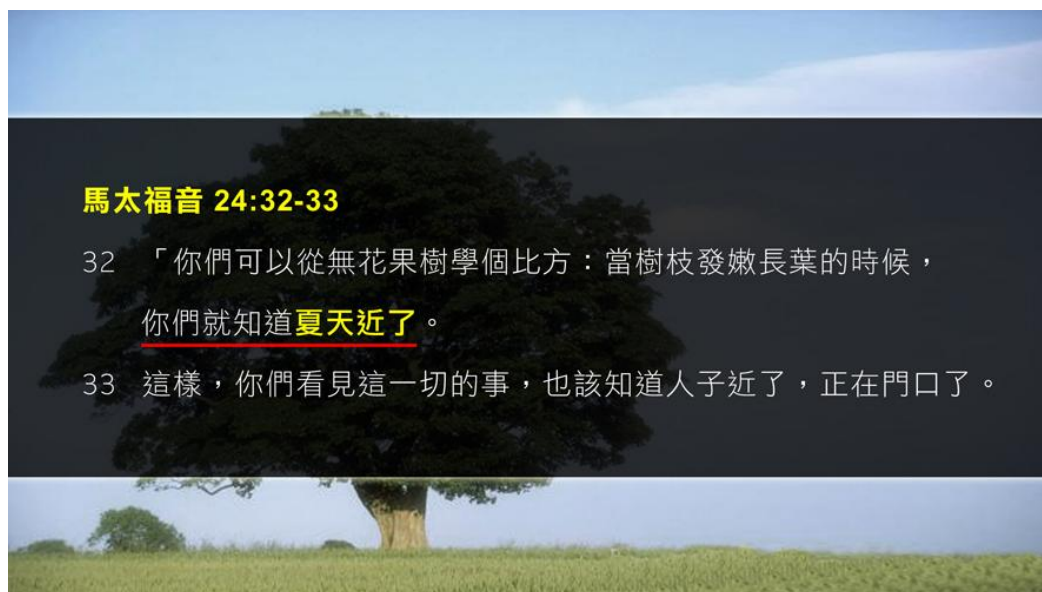 馬太福音 24:32-33
32 「你們可以從無花果樹學個比方：當樹枝發嫩長葉的時候，
你們就知道夏天近了。
33 這樣，你們看見這一切的事，也該知道人子近了，正在門口了。